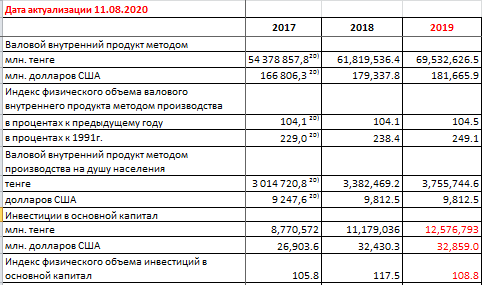 Дата актуализации 11.08.2020
2017 2018 2019
Валовой внутренний продукт методом
млн. тенге 54 378 857,8 20) 61,819,536.4 69,532,626.5
млн. долларов США 166 806,3 20) 179,337.8 181,665.9
Индекс физического объема валового
внутреннего продукта методом производства
в процентах к предыдущему году 104,1 20) 104.1 104.5
в процентах к 1991г. 229,0 20) 238.4 249.1
Валовой внутренний продукт методом
производства на душу населения
тенге 3 014 720,8 20) 3,382,469.2 3,755,744.6
долларов США 9 247,6 20) 9,812.5 9,812.5
Инвестиции в основной капитал
млн. тенге 8,770,572 11,179,036 12,576,793
млн. долларов США 26,903.6 32,430.3 32,859.0
Индекс физического объема инвестиций в
основной капитал 105.8 117.5 108.8